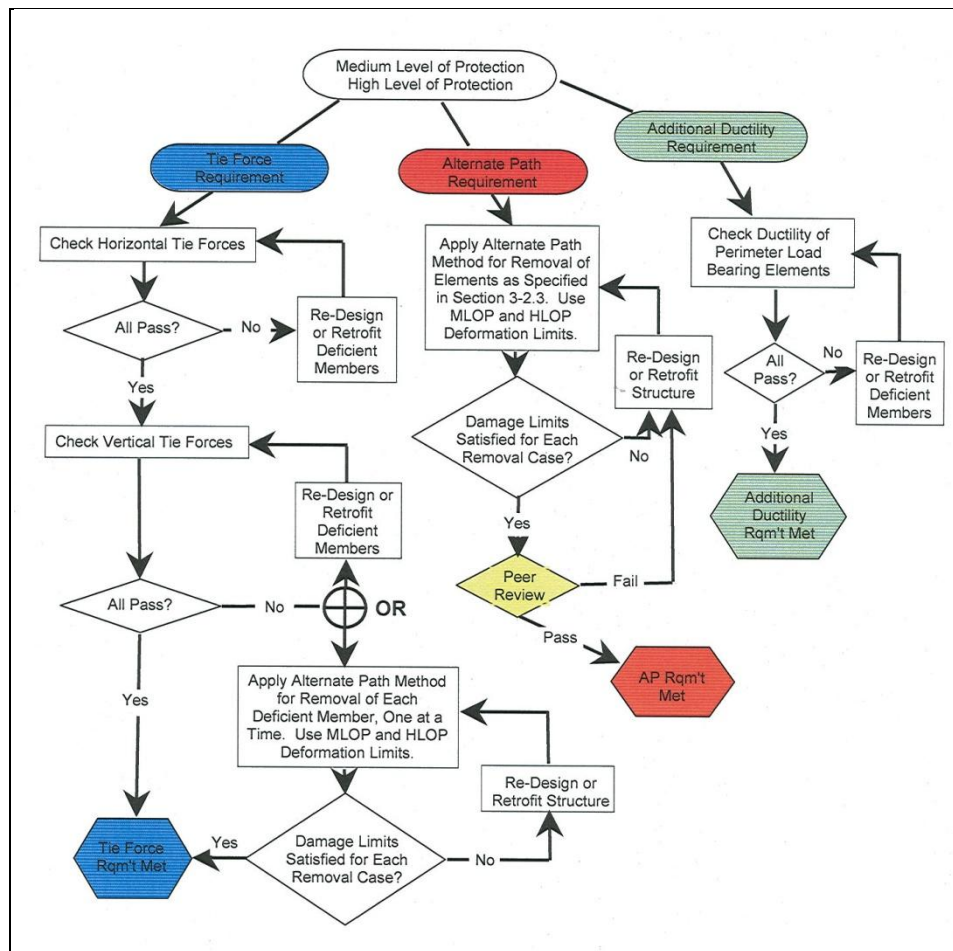 Medium Level of Protection
High Level of Protection
Tie Force
Requirement
Alternate Path
Requirement
Additional Ductility
Requirement
Check Horizontal Tie Forces
All Pass?
No
Re-Design
or Retrofit
Deficient
Members
Yes
Check Vertical Tie Forces
Re-Design or
Retrofit
Deficient
Members
All Pass?
No
OR
Yes
Apply Alternate Path Method
for Removal of Each
Deficient Member, One at a
Time. Use MLOP and HLOP
Deformation Limits.
Re-Design or
Retrofit Structure
Damage Limits
Satisfied for Each
Removal Case?
No
Yes
Tie Force
Rqm't Met
Apply Alternate Path
Method for Removal of
Elements as Specified
in Section 3-2.3. Use
MLOP and HLOP
Deformation Limits.
Re-Design
or Retrofit
Structure
Damage Limits
Satisfied for Each
Removal Case?
No
Yes
Peer
Review
Fail
Pass
AP Rqm't
Met
Check Ductility of
Perimeter Load
Bearing Elements
All
Pass?
No
Re-Design
or Retrofit
Deficient
Members
Yes
Additional
Ductility
Rqm't Met